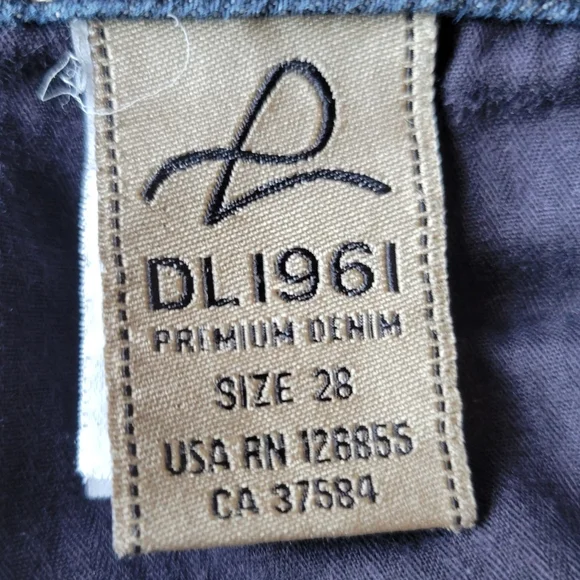 DL1961
PREMIUM DENIM
SIZE 28
USA RN 126855
CA 37584